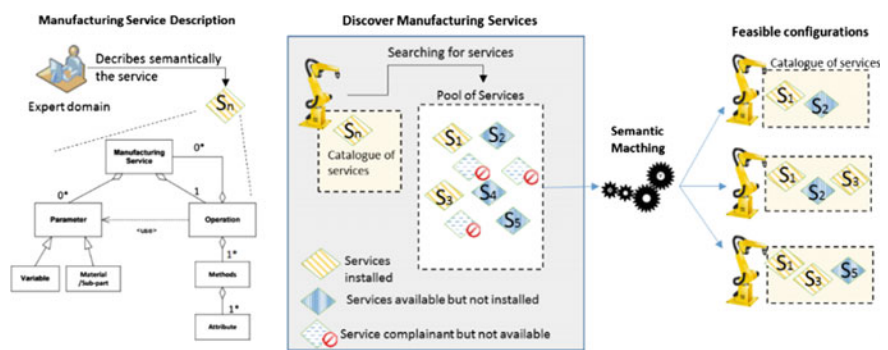 Manufacturing Service Description
Decribes semantically
the service
Expert domain
Sn
Manufacturing
Service
0*
0*
1
Parameter
Operation
<use>
Variable
Material
/Sub-part
1*
Methods
1*
Attribute
Discover Manufacturing Services
Searching for services
Pool of Services
Sn
Catalogue of
services
S1
S2
S3
S4
S5
Services
installed
Services available but not installed
Service complainant but not available
Semantic
Macthing
Feasible configurations
Catalogue of services
S1
S2
S1
S2
S3
S1
S3
S5